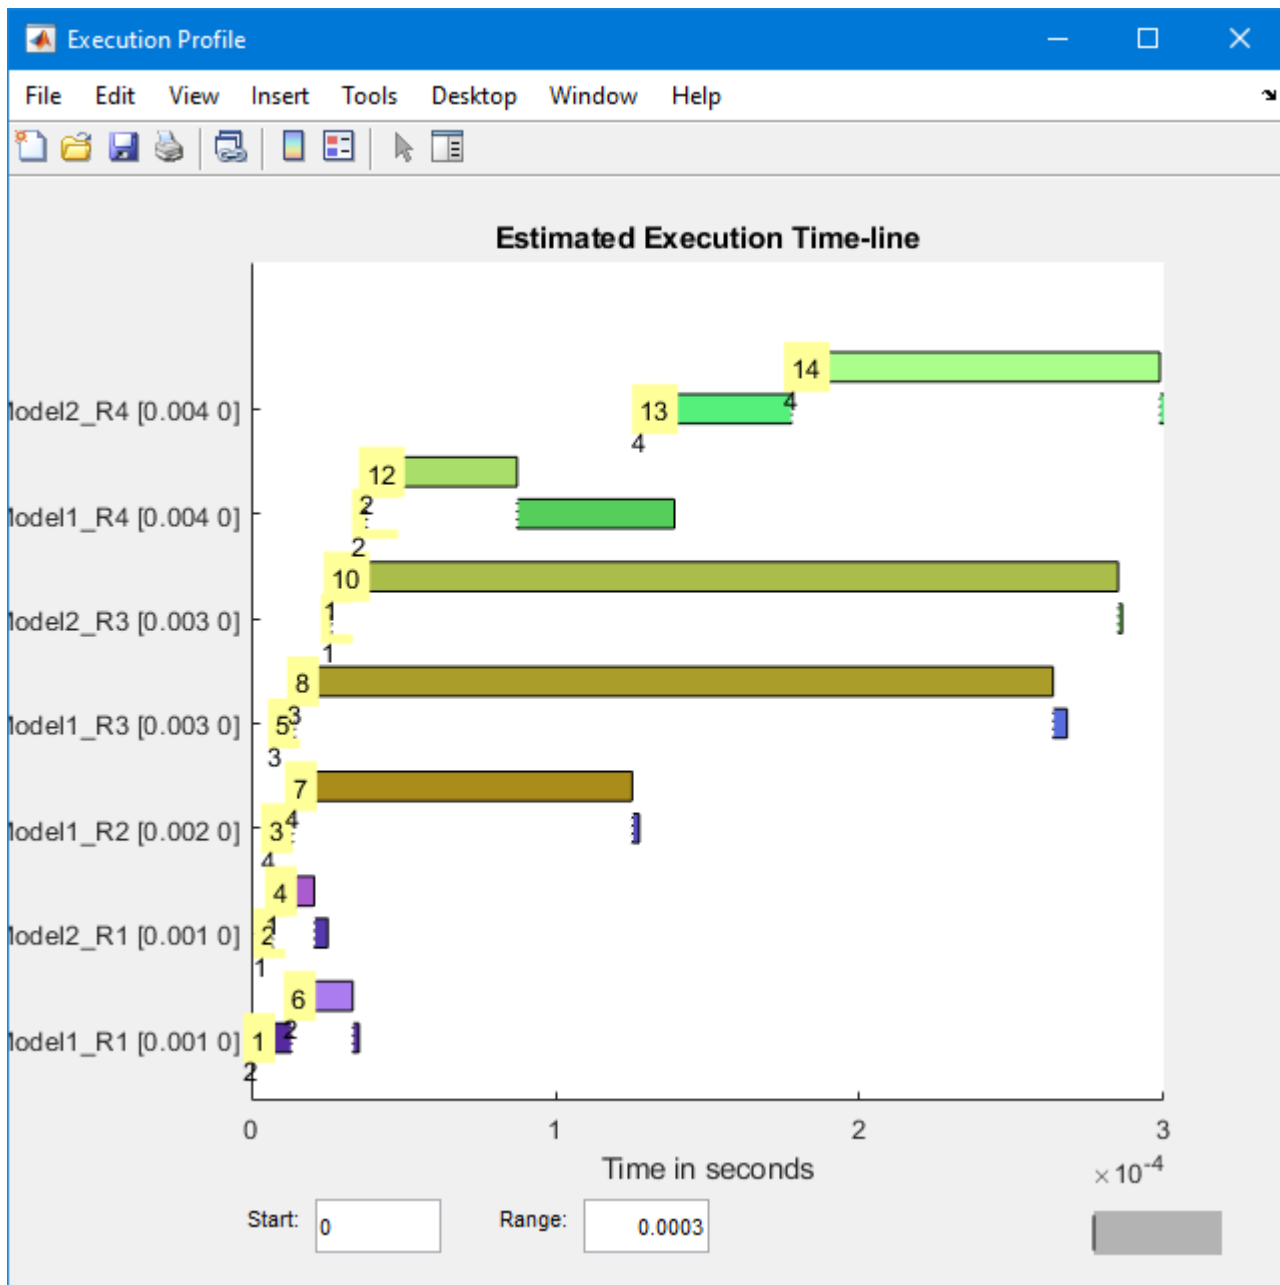 Execution Profile
File Edit View Insert Tools Desktop Window Help
Estimated Execution Time-line
14
lodel2_R4 [0.004 0]
13
4
4
12
lodel1_R4 [0.004 0]
2
2
10
lodel2_R3 [0.003 0]
1
1
8
lodel1_R3 [0.003 0]
5
3
3
7
lodel1_R2 [0.002 0]
3
4
4
4
lodel2_R1 [0.001 0]
2
1
1
6
lodel1_R1 [0.001 0]
1
2
2
0 1 2 3
Time in seconds
×10-4
Start: 0 Range: 0.0003